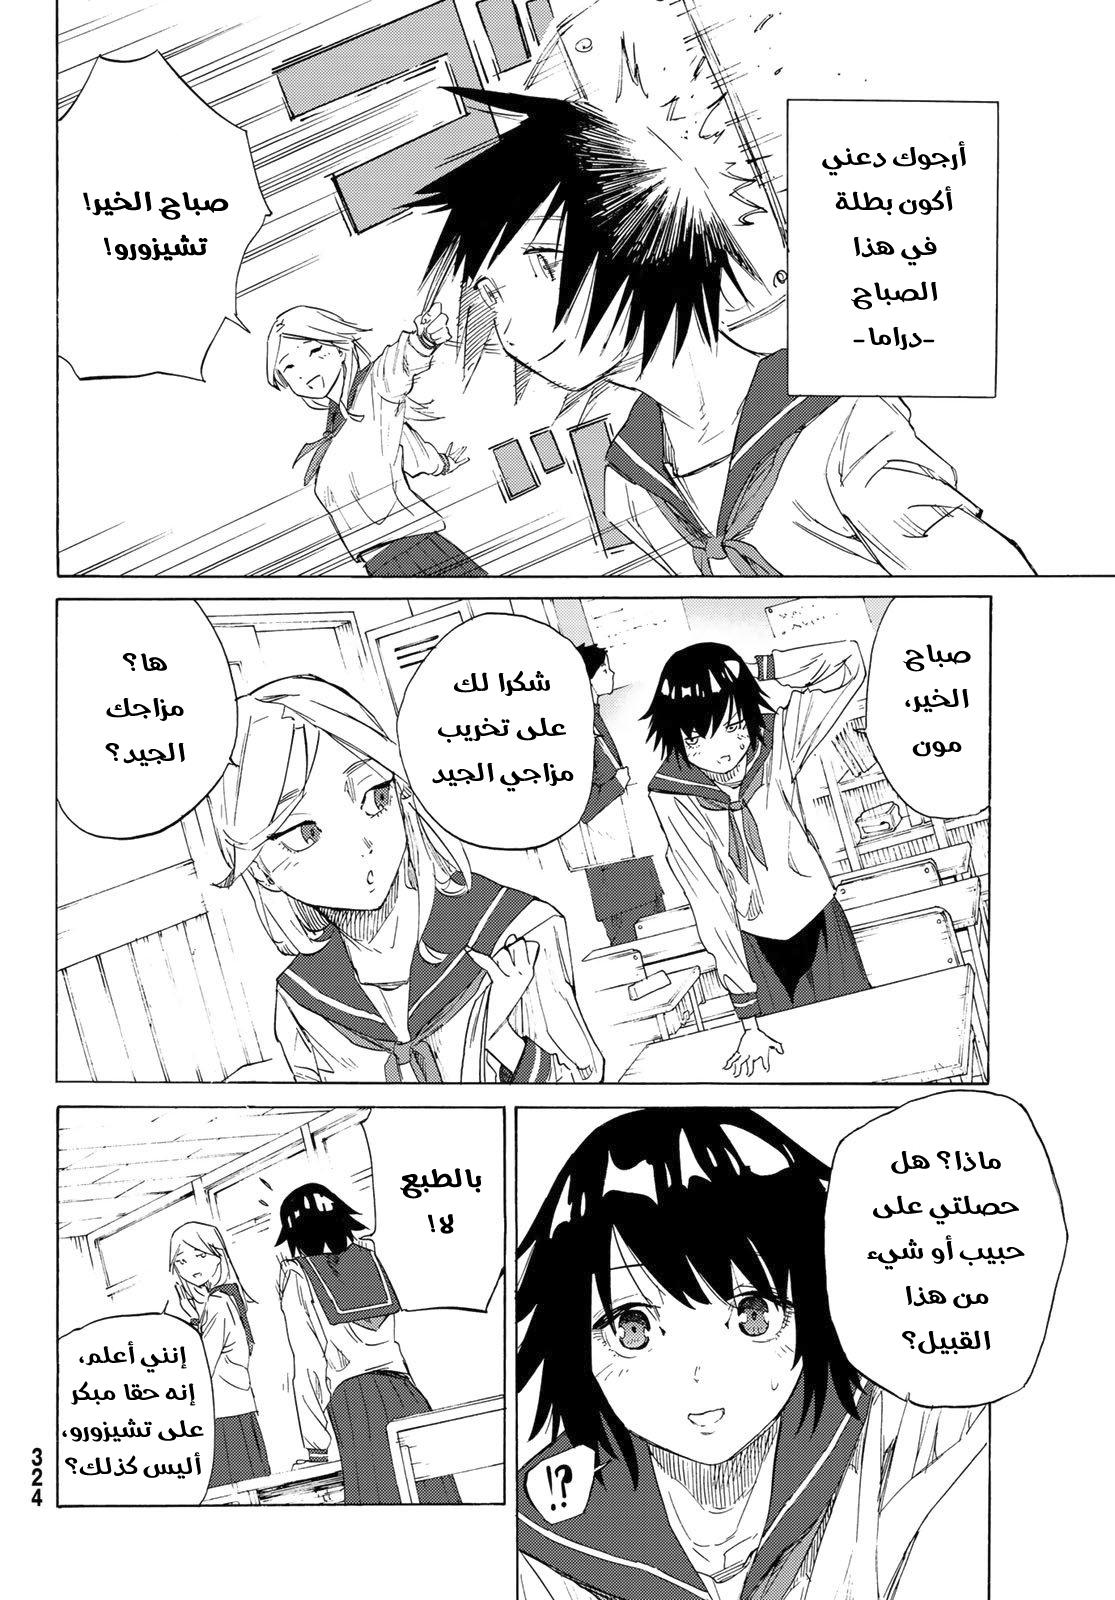 أرجوك دعني
أكون بطلة
في هذا
الصباح
-دراما-
صباح الخير!
تشيزورو!
صباح
الخير،
مون
شكرا لك
على تخريب
مزاجي الجيد
ها؟
مزاجك
الجيد؟
ماذا؟ هل
حصلتي على
حبيب أو شيء
من هذا
القبيل؟
!?
بالطبع
لا!
إنني أعلم،
إنه حقا مبكر
على تشيزورو،
أليس كذلك؟
324